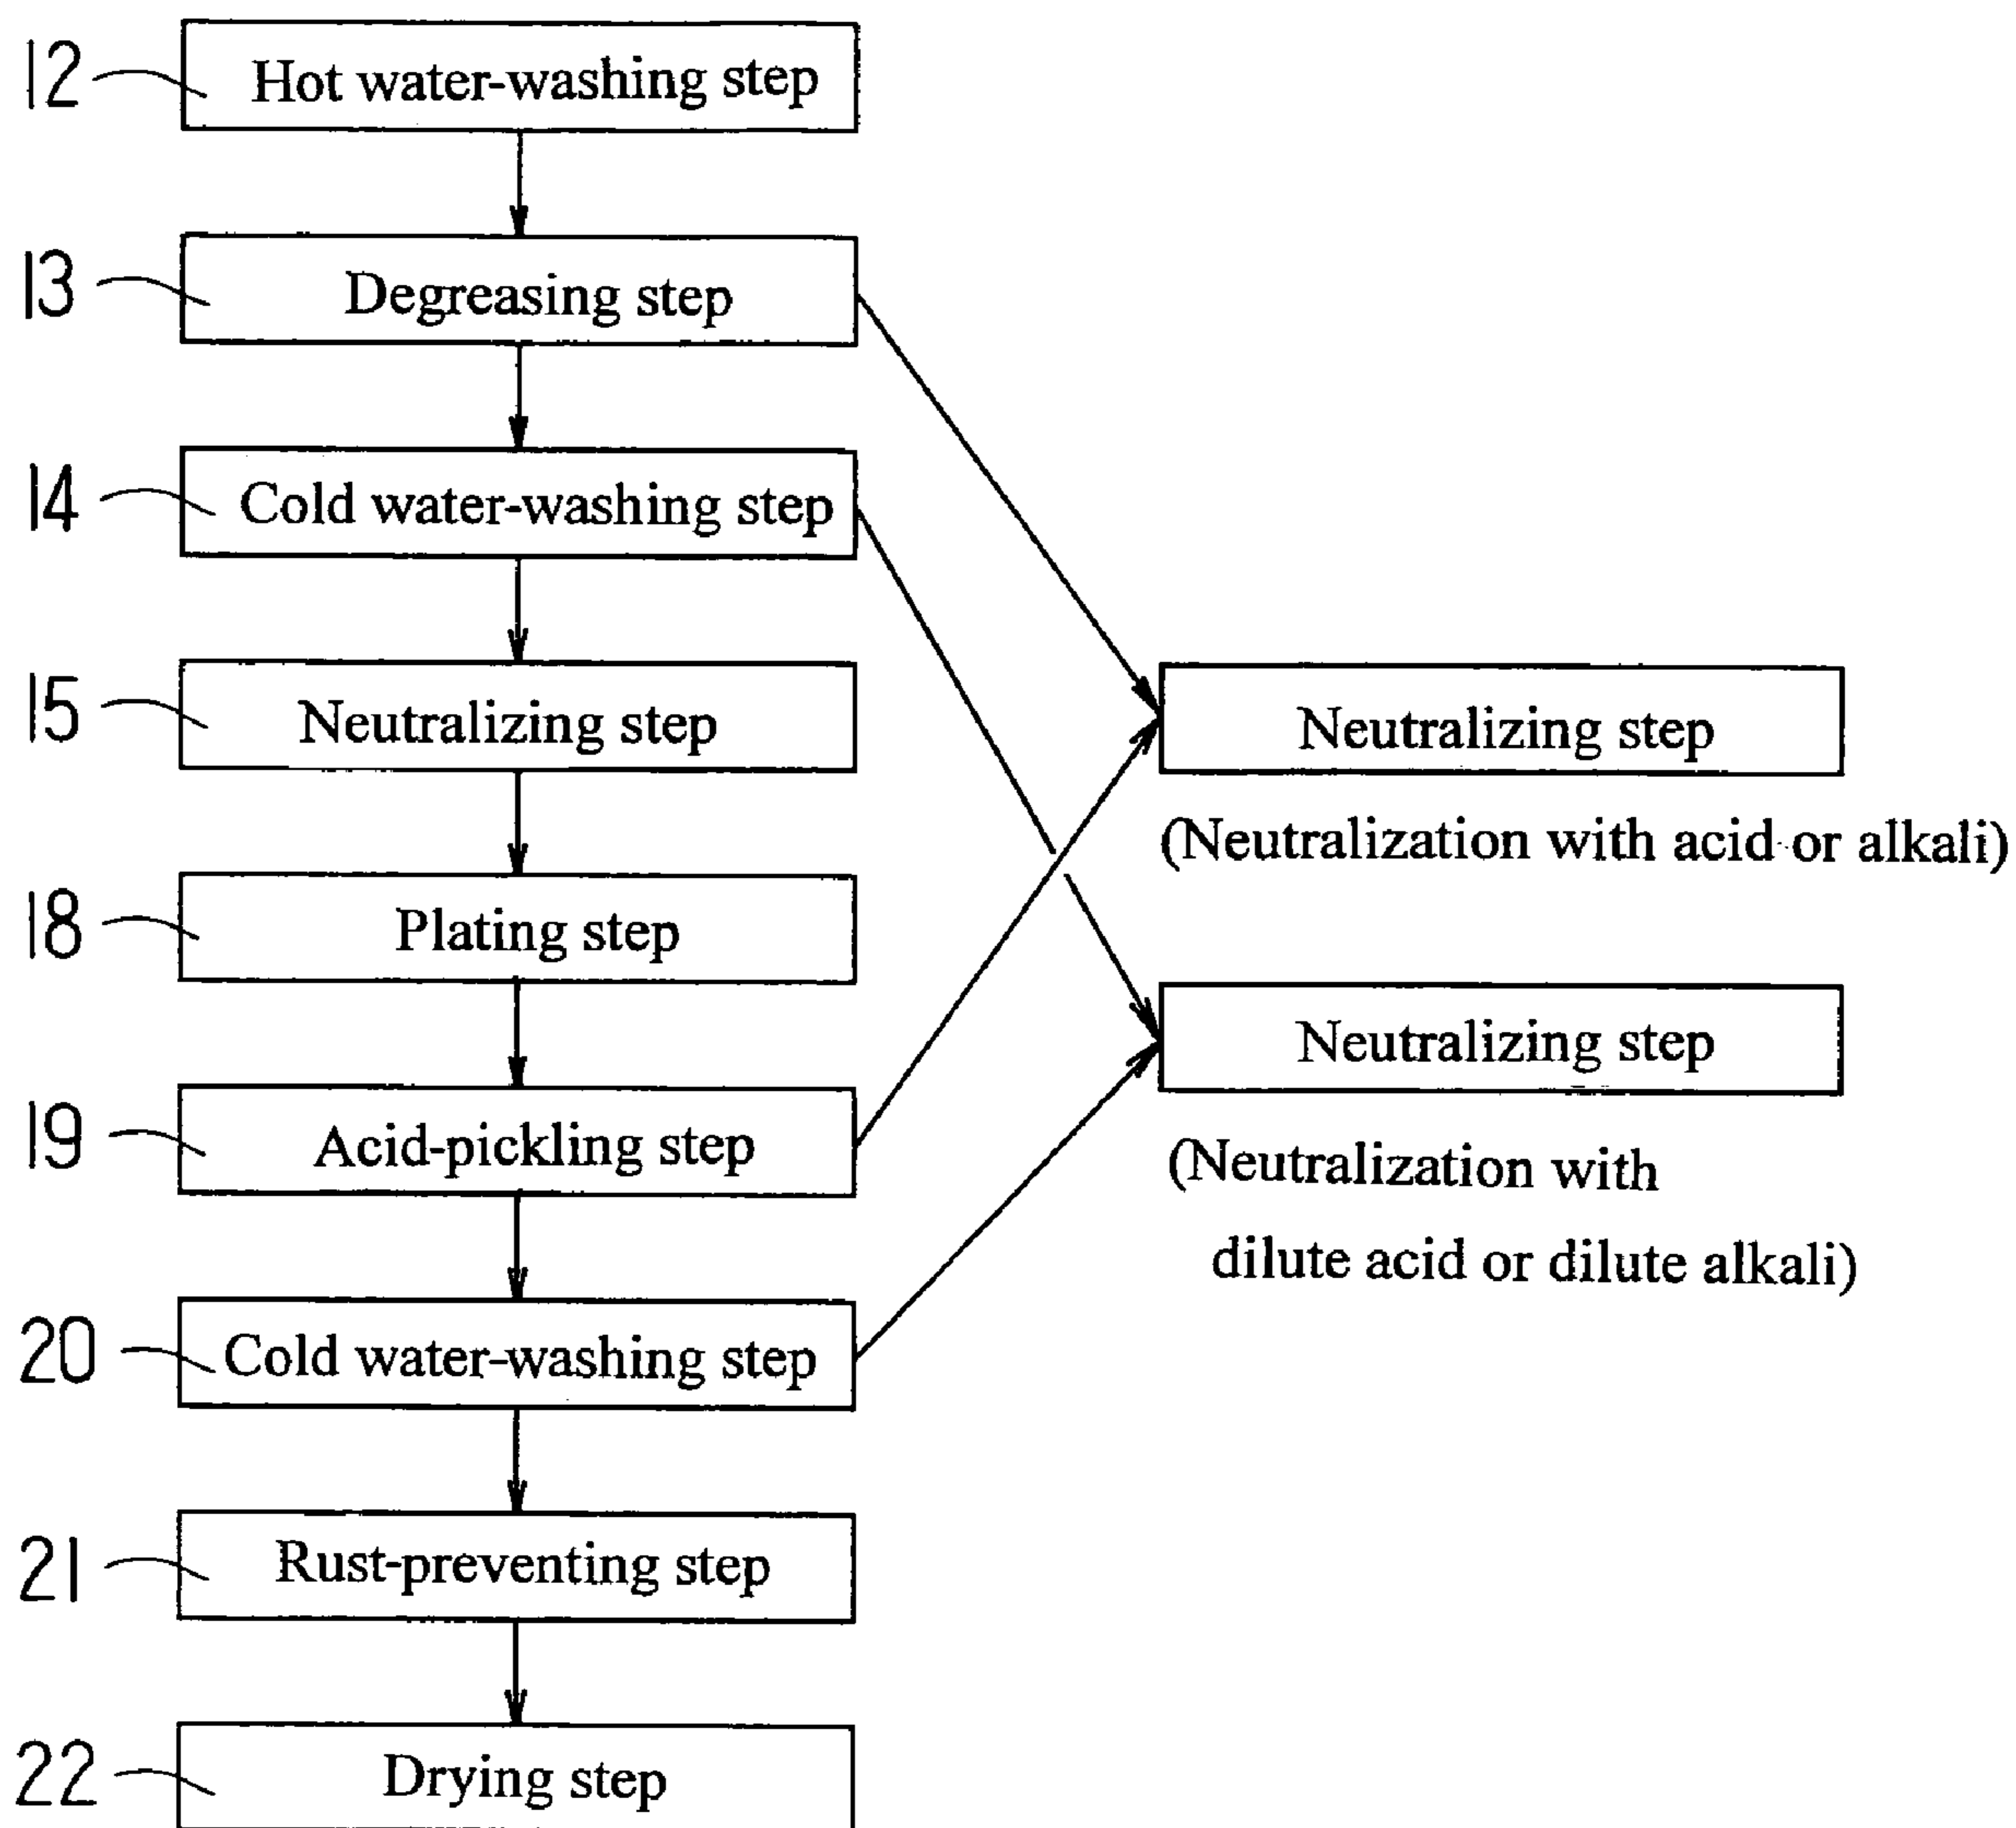 12 Hot water-washing step
13 Degreasing step
14 Cold water-washing step
15 Neutralizing step
Neutralizing step
(Neutralization with acid or alkali)
18 Plating step
Neutralizing step
(Neutralization with
dilute acid or dilute alkali)
19 Acid-pickling step
20 Cold water-washing step
21 Rust-preventing step
22 Drying step